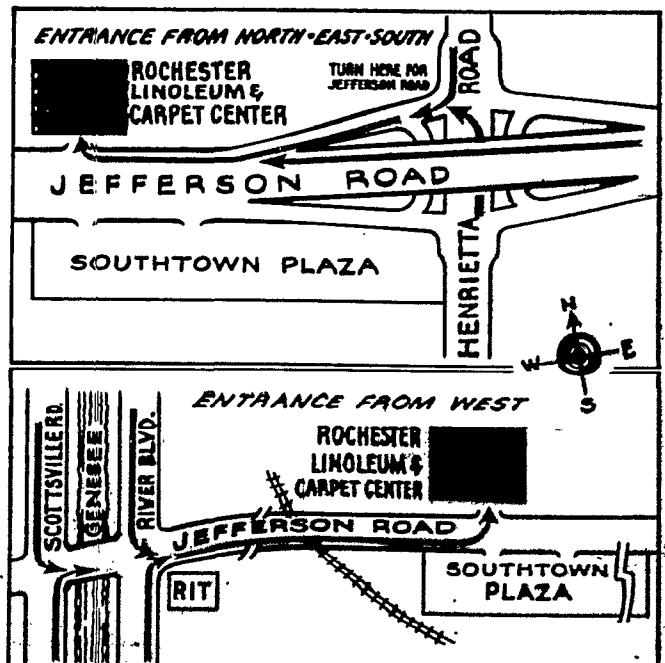 ENTRANCE FROM NORTH•EAST•SOUTH
ROCHESTER
LINOLEUM &
CARPET CENTER
TURN HERE FOR
JEFFERSON ROAD
ROAD
JEFFERSON ROAD
HENRIETTA
SOUTHTOWN PLAZA
N
W E
S
ENTRANCE FROM WEST
SCOTTSVILLE RD.
GENESEE
RIVER BLVD.
ROCHESTER
LINOLEUM &
CARPET CENTER
JEFFERSON ROAD
RIT
SOUTHTOWN
PLAZA